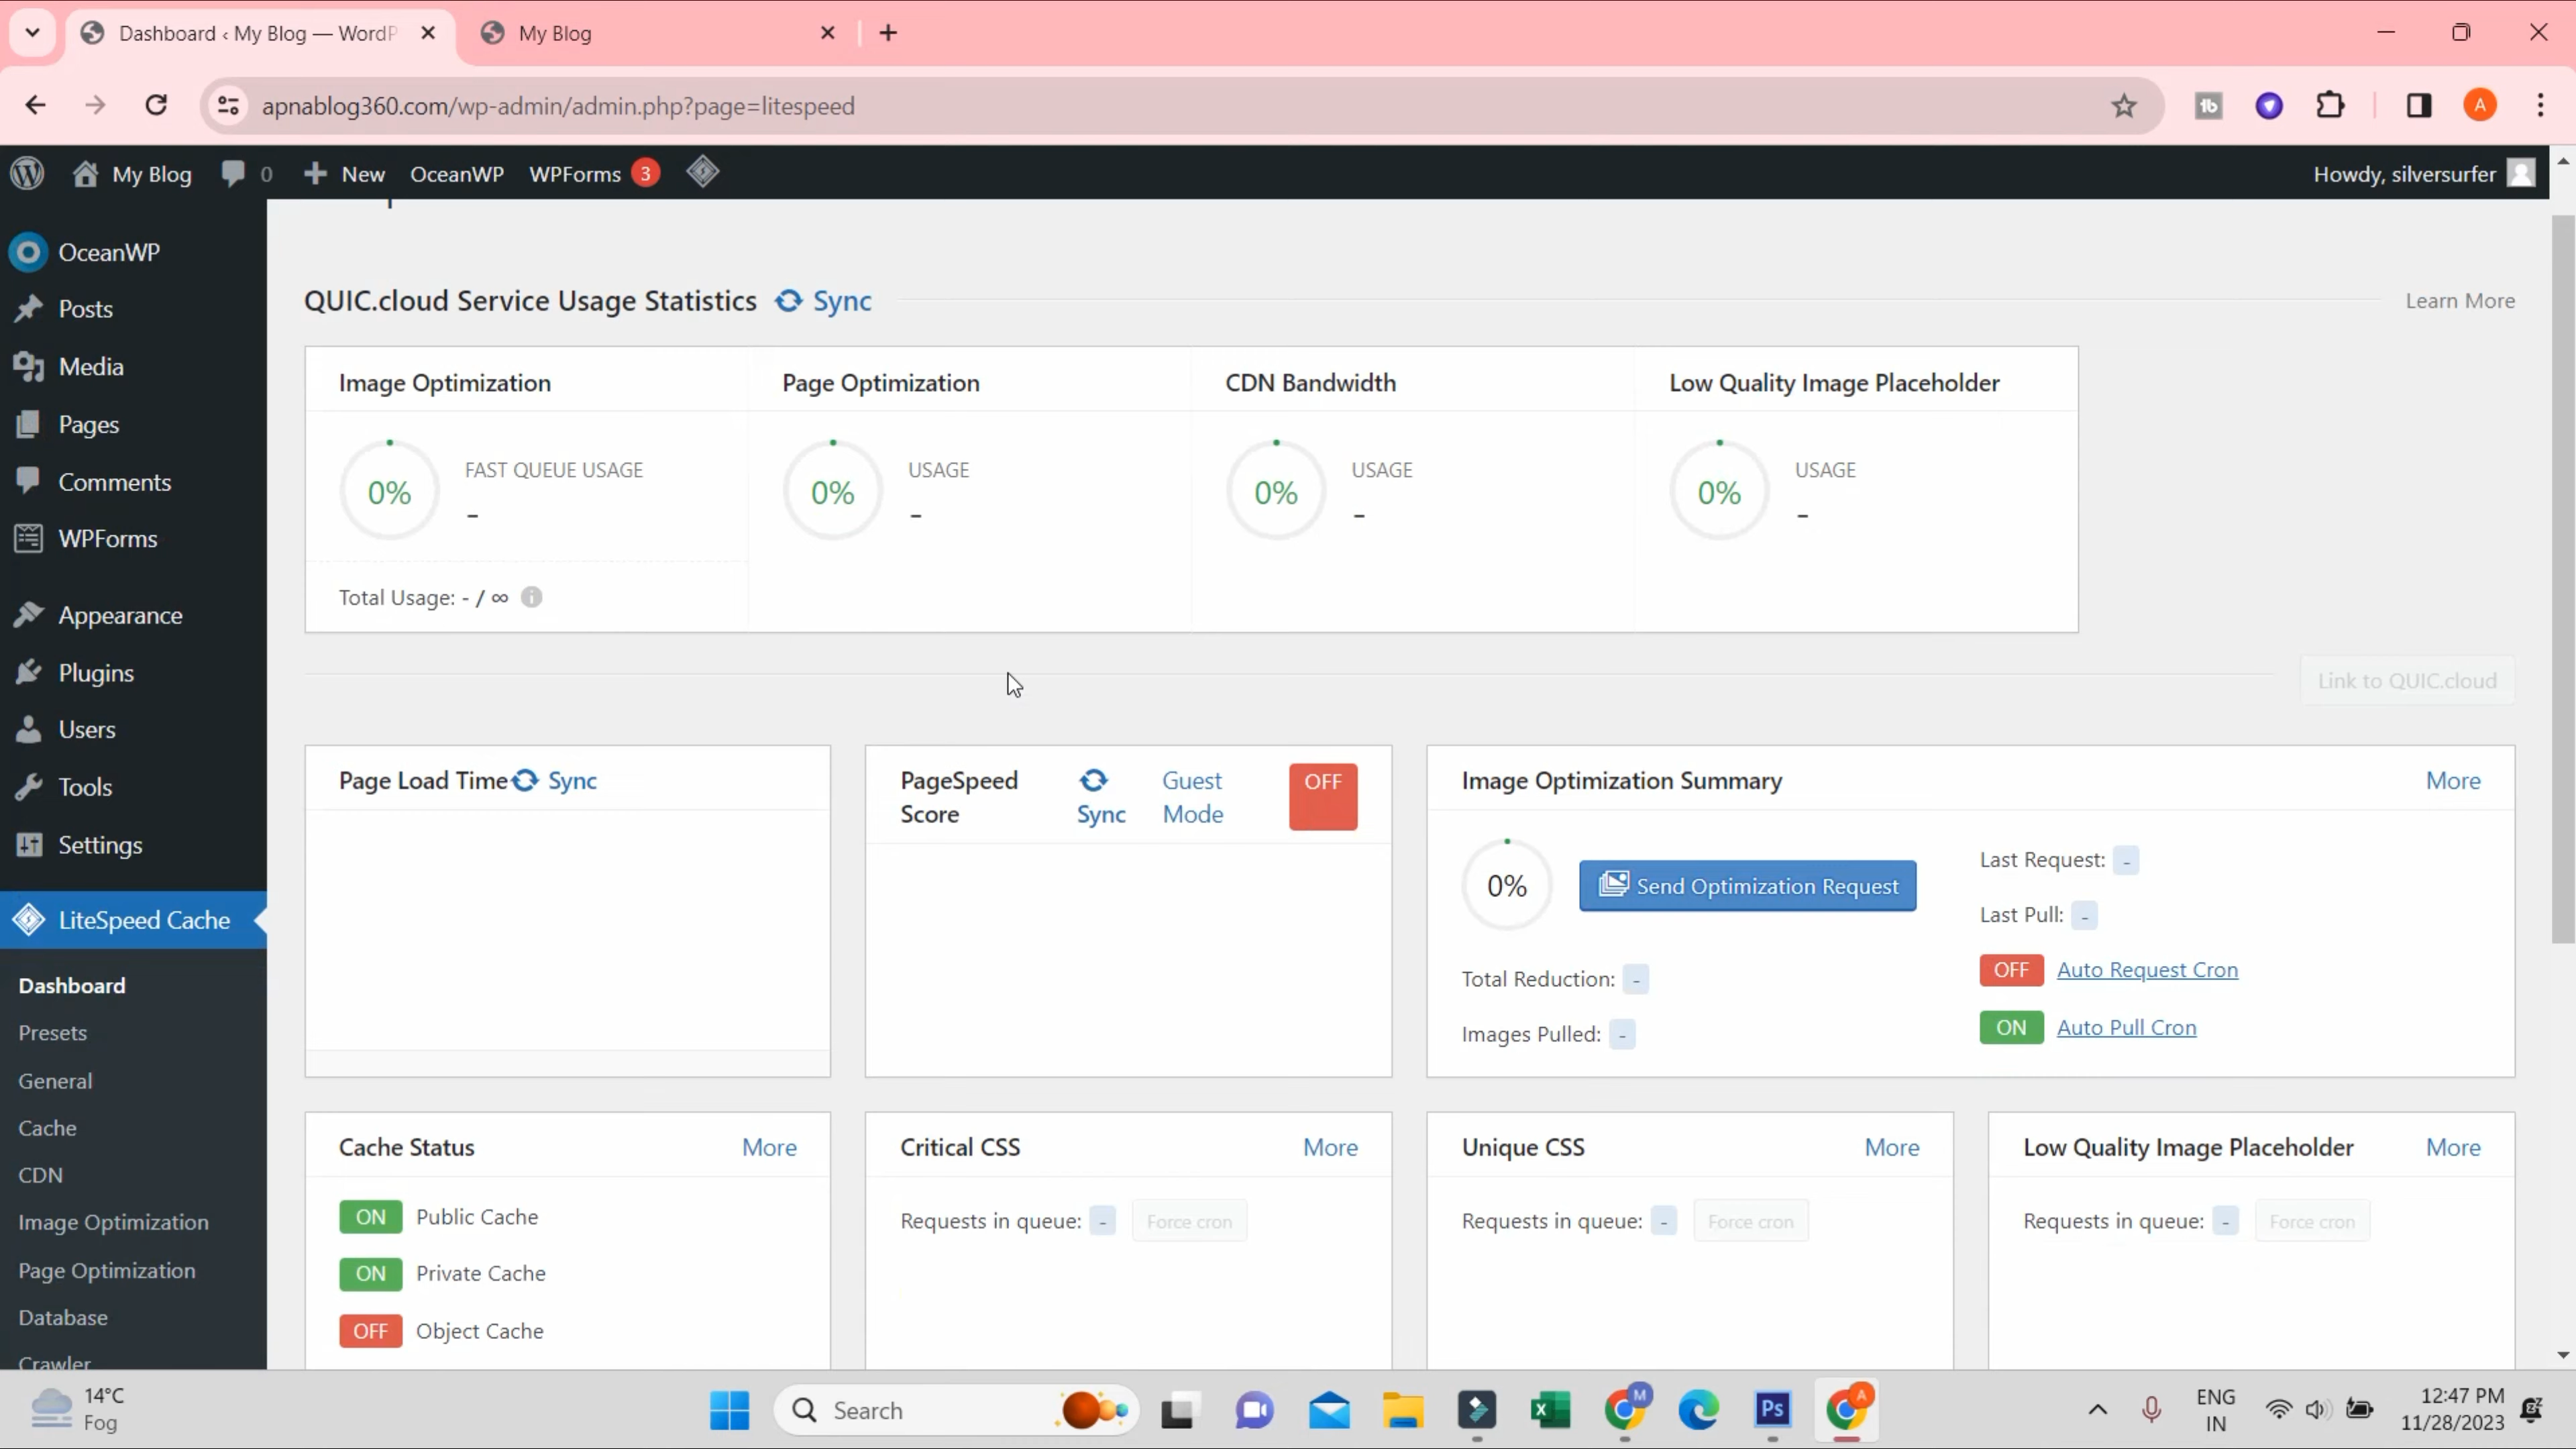 Dashboard ‹ My Blog — WordP
My Blog
apnablog360.com/wp-admin/admin.php?page=litespeed
A
My Blog
0
New
OceanWP
WPForms 3
Howdy, silversurfer
OceanWP
Posts
Media
Pages
Comments
WPForms
Appearance
Plugins
Users
Tools
Settings
LiteSpeed Cache
Dashboard
Presets
General
Cache
CDN
Image Optimization
Page Optimization
Database
Crawler
QUIC.cloud Service Usage Statistics Sync
Learn More
Image Optimization
0%
FAST QUEUE USAGE
-
Total Usage: - / ∞
Page Optimization
0%
USAGE
-
CDN Bandwidth
0%
USAGE
-
Low Quality Image Placeholder
0%
USAGE
-
Link to QUIC.cloud
Page Load Time Sync
PageSpeed
Score
Sync
Guest
Mode
OFF
Image Optimization Summary
More
0%
Send Optimization Request
Total Reduction: -
Images Pulled: -
Last Request: -
Last Pull: -
OFF Auto Request Cron
ON Auto Pull Cron
Cache Status
More
ON Public Cache
ON Private Cache
OFF Object Cache
Critical CSS
More
Requests in queue: - Force cron
Unique CSS
More
Requests in queue: - Force cron
Low Quality Image Placeholder
More
Requests in queue: - Force cron
14°C
Fog
Search
M
Ps
A
ENG
IN
12:47 PM
11/28/2023